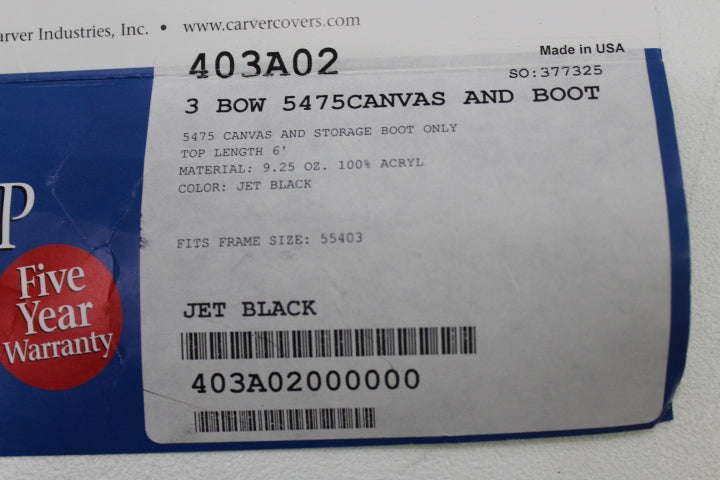 Industries, Inc. • www.carvercovers.com
403A02
Made in USA
SO:377325
3 BOW 5475CANVAS AND BOOT
5475 CANVAS AND STORAGE BOOT ONLY
TOP LENGTH 6'
MATERIAL: 9.25 OZ. 100% ACRYL
COLOR: JET BLACK
FITS FRAME SIZE: 55403
P
Five
Year
Warranty
JET BLACK
403A02000000